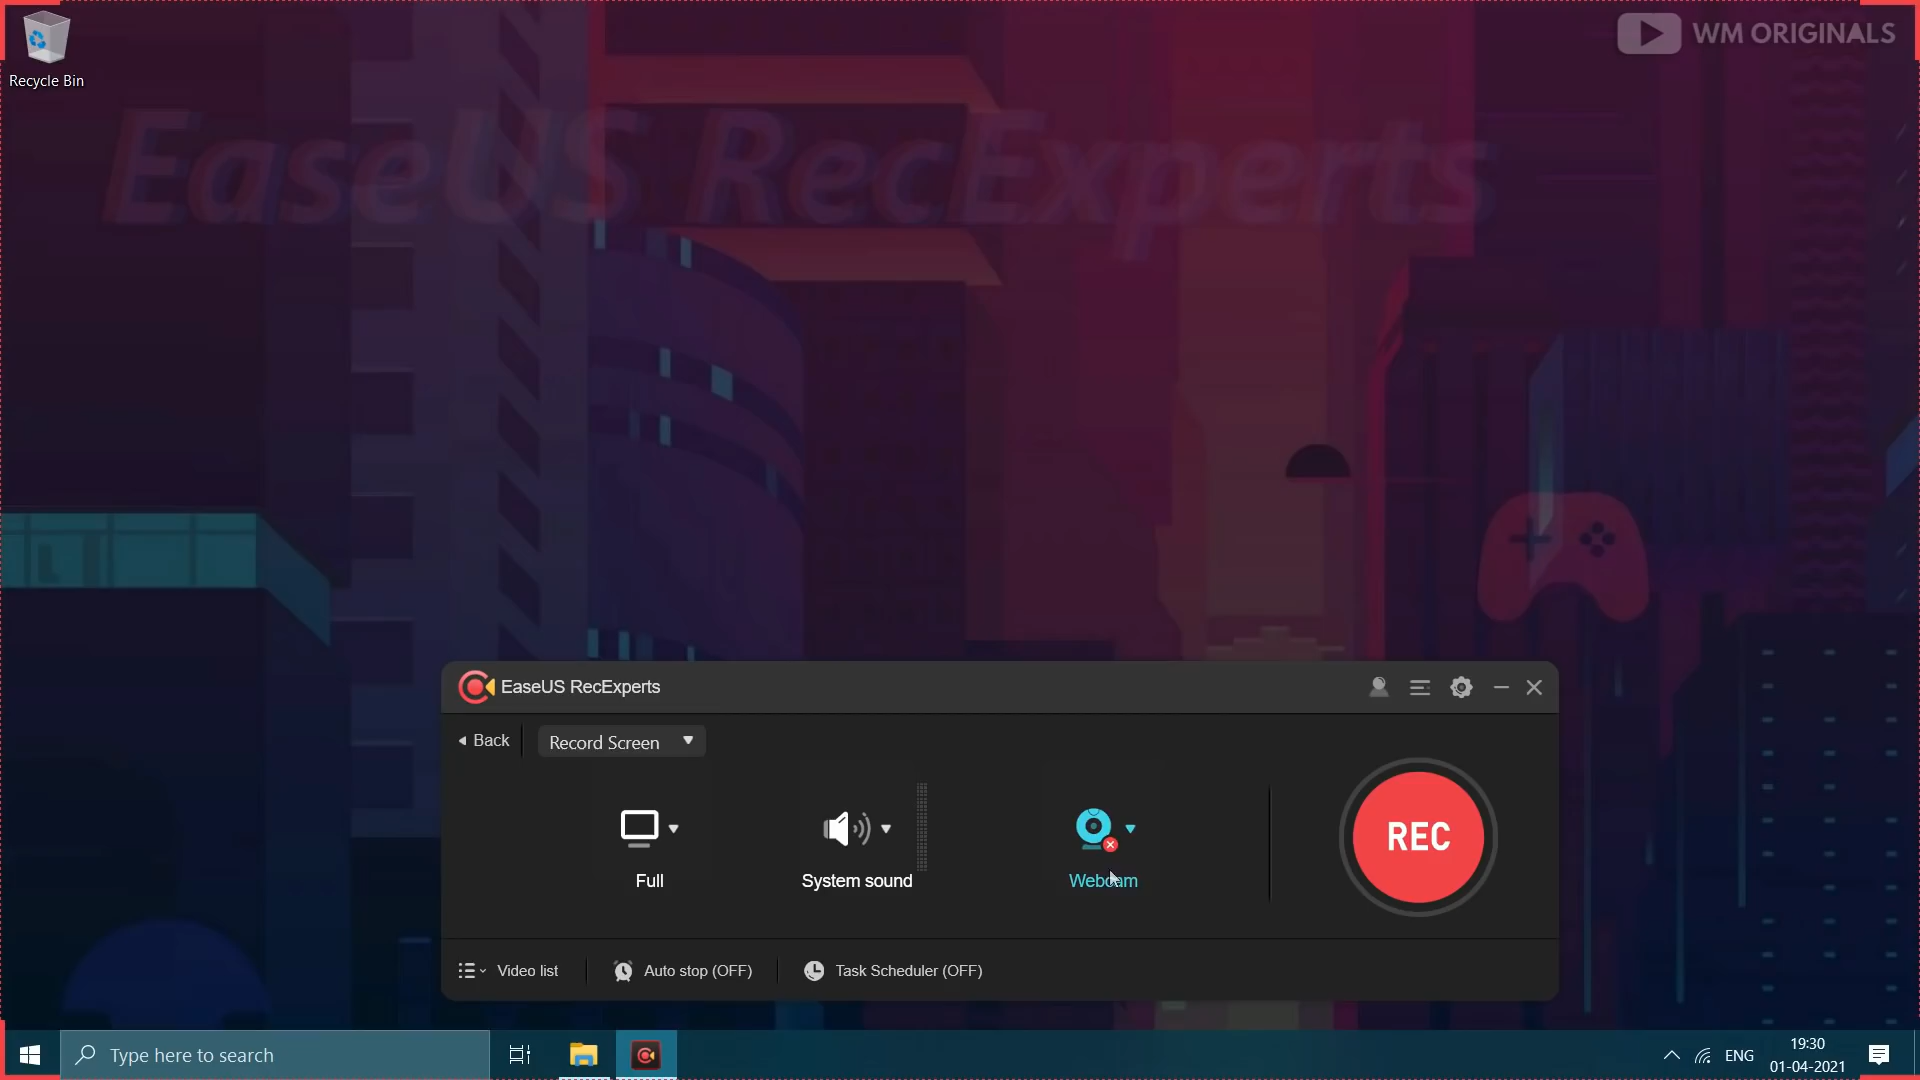 WM ORIGINALS
Recycle Bin
EaseUS RecExperts
EaseUS RecExperts
Back
Record Screen
REC
Full
System sound
Webcam
Video list
Auto stop (OFF)
Task Scheduler (OFF)
Type here to search
ENG
19:30
01-04-2021